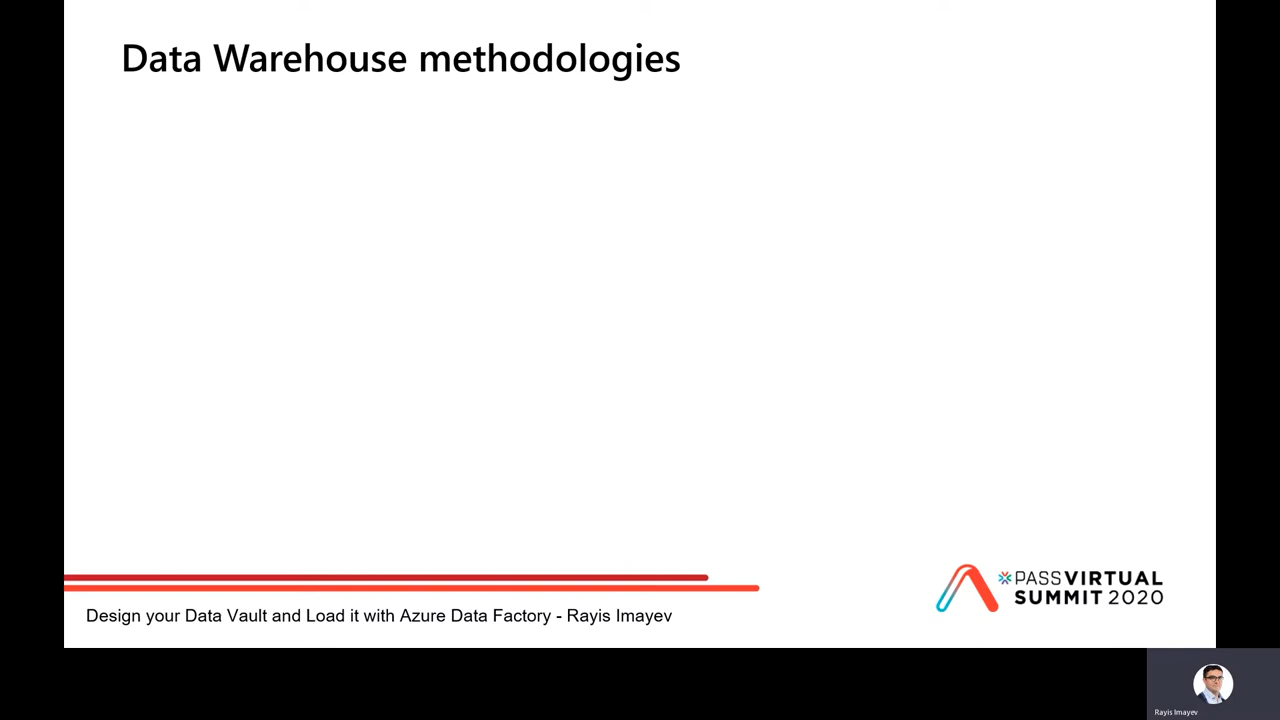 Data Warehouse methodologies
PASS VIRTUAL
SUMMIT 2020
Design your Data Vault and Load it with Azure Data Factory - Rayis Imayev
Rayis Imayev